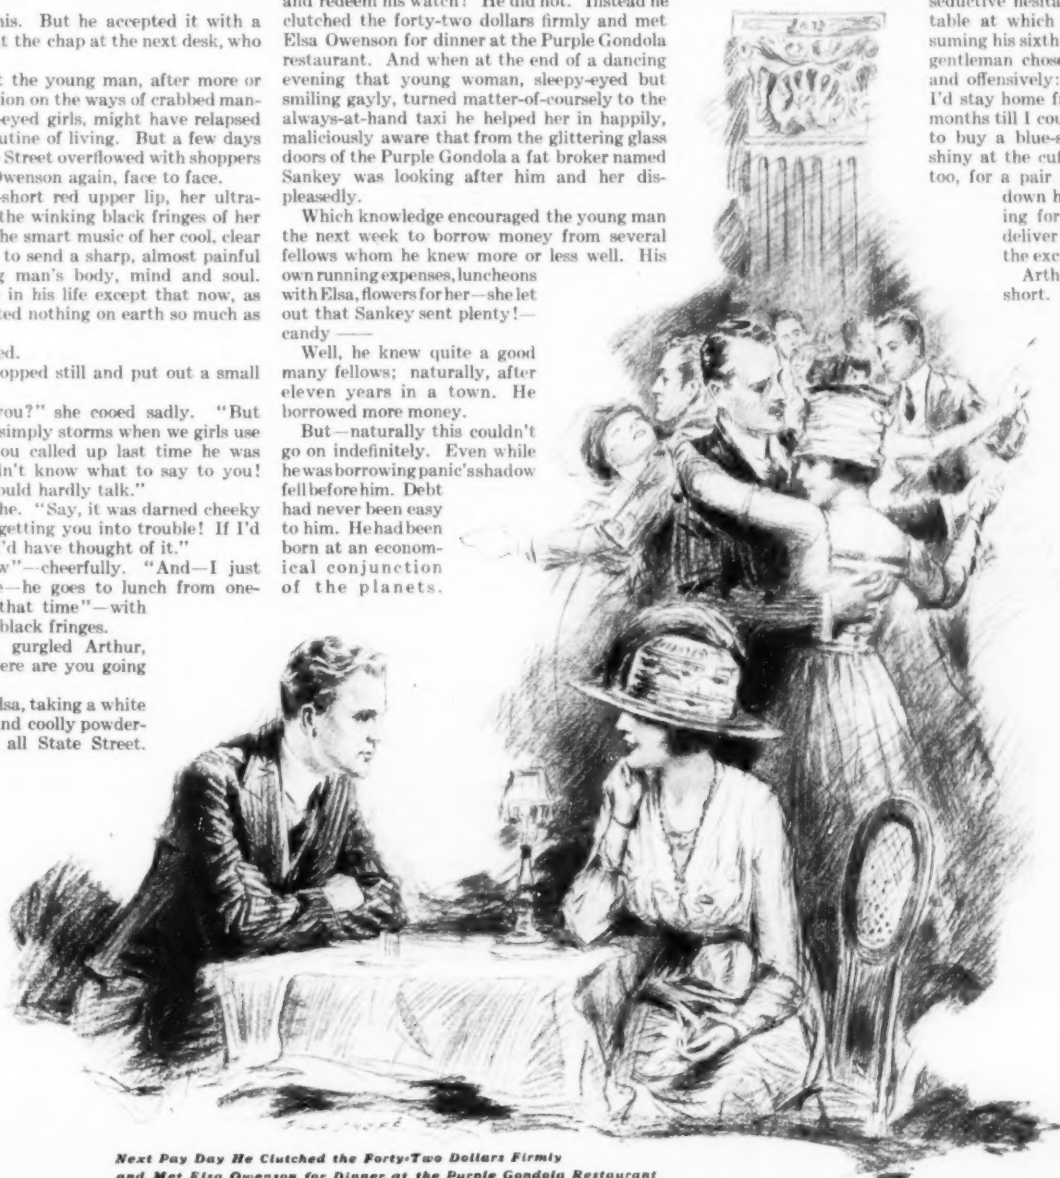 his. But he accepted it with a
t the chap at the next desk, who
t the young man, after more or
ion on the ways of crabbed man-
-eyed girls, might have relapsed
utine of living. But a few days
Street overflowed with shoppers
Owenson again, face to face.
-short red upper lip, her ultra-
the winking black fringes of her
he smart music of her cool, clear
to send a sharp, almost painful
g man's body, mind and soul.
in his life except that now, as
ted nothing on earth so much as
ed.
opped still and put out a small
you?" she cooed sadly. "But
simply storms when we girls use
ou called up last time he was
dn't know what to say to you!
ould hardly talk."
he. "Say, it was darned cheeky
getting you into trouble! If I'd
I'd have thought of it."
w"—cheerfully. "And—I just
e—he goes to lunch from one-
that time"—with
black fringes.
gurgled Arthur,
ere are you going
lsa, taking a white
and coolly powder-
all State Street.
and redeem his watch? He did not. Instead he
clutched the forty-two dollars firmly and met
Elsa Owenson for dinner at the Purple Gondola
restaurant. And when at the end of a dancing
evening that young woman, sleepy-eyed but
smiling gayly, turned matter-of-coursely to the
always-at-hand taxi he helped her in happily,
maliciously aware that from the glittering glass
doors of the Purple Gondola a fat broker named
Sankey was looking after him and her dis-
pleasedly.
Which knowledge encouraged the young man
the next week to borrow money from several
fellows whom he knew more or less well. His
own running expenses, luncheons
with Elsa, flowers for her—she let
out that Sankey sent plenty!—
candy ——
Well, he knew quite a good
many fellows; naturally, after
eleven years in a town. He
borrowed more money.
But—naturally this couldn't
go on indefinitely. Even while
he was borrowing panic's shadow
fell before him. Debt
had never been easy
to him. He had been
born at an econom-
ical conjunction
of the planets.
seductive hesita
table at which
suming his sixth
gentleman chose
and offensively:
I'd stay home fr
months till I cou
to buy a blue-s
shiny at the cuf
too, for a pair
down h
ing for
deliver
the exc
Arth
short.
Next Pay Day He Clutched the Forty-Two Dollars Firmly
and Met Elsa Owenson for Dinner at the Purple Gondola Restaurant